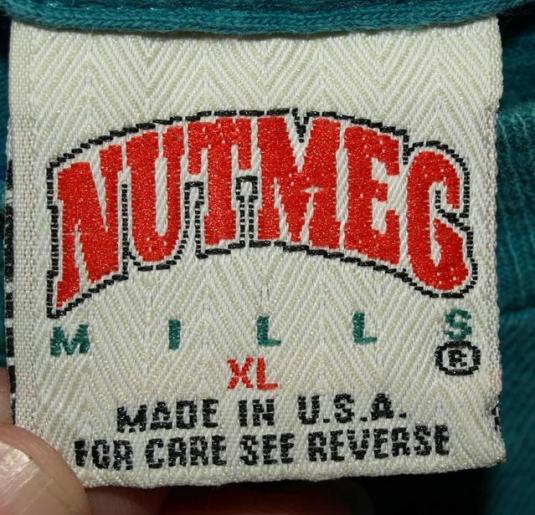 NUTMEG
MILLS
®
XL
MADE IN U.S.A.
FOR CARE SEE REVERSE